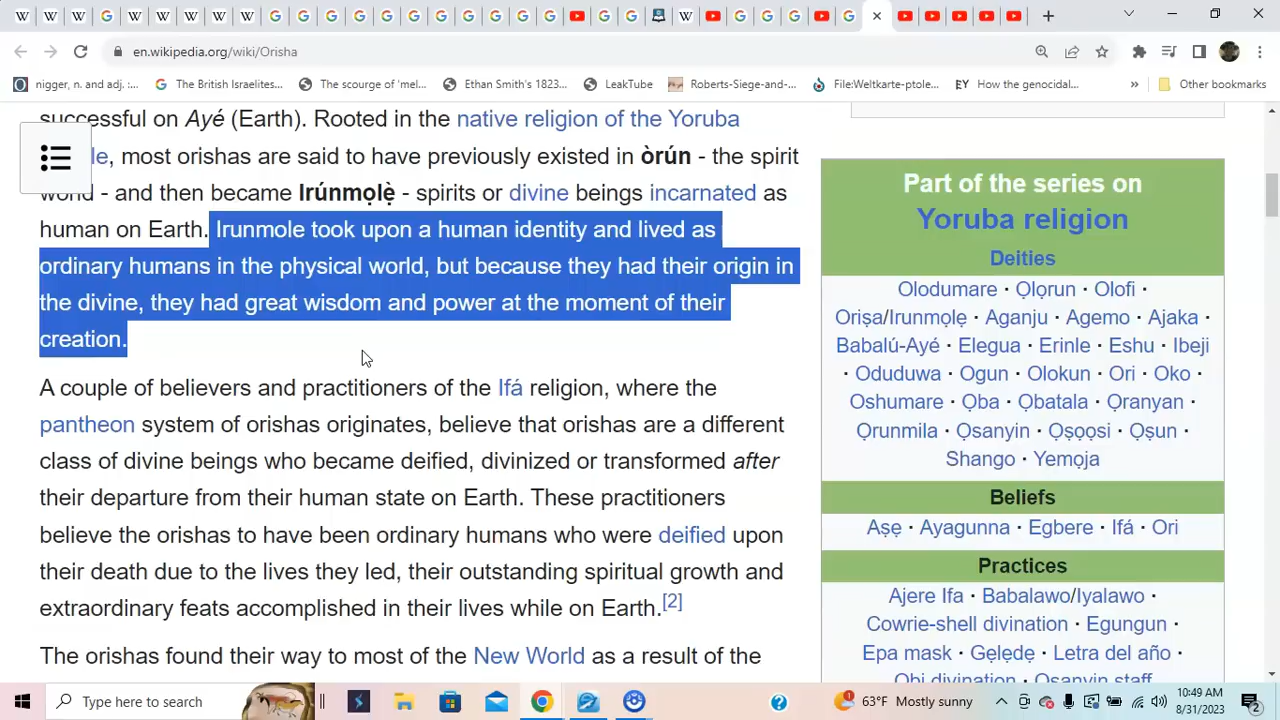 en.wikipedia.org/wiki/Orisha
nigger, n. and adj. :...
The British Israelites...
The scourge of 'mel...
Ethan Smith's 1823...
LeakTube
Roberts-Siege-and-...
File:Weltkarte-ptole...
EY How the genocidal...
»
Other bookmarks
successful on Ayé (Earth). Rooted in the native religion of the Yoruba
le, most orishas are said to have previously existed in òrún - the spirit
world - and then became Irúnmọlẹ̀ - spirits or divine beings incarnated as
human on Earth. Irunmole took upon a human identity and lived as
ordinary humans in the physical world, but because they had their origin in
the divine, they had great wisdom and power at the moment of their
creation.
A couple of believers and practitioners of the Ifá religion, where the
pantheon system of orishas originates, believe that orishas are a different
class of divine beings who became deified, divinized or transformed after
their departure from their human state on Earth. These practitioners
believe the orishas to have been ordinary humans who were deified upon
their death due to the lives they led, their outstanding spiritual growth and
extraordinary feats accomplished in their lives while on Earth.[2]
The orishas found their way to most of the New World as a result of the
Part of the series on
Yoruba religion
Deities
Olodumare · Ọlọrun · Olofi ·
Oriṣa/Irunmọlẹ · Aganju · Agemo · Ajaka ·
Babalú-Ayé · Elegua · Erinle · Eshu · Ibeji
· Oduduwa · Ogun · Olokun · Ori · Oko ·
Oshumare · Ọba · Ọbatala · Ọranyan ·
Ọrunmila · Ọsanyin · Ọṣọọsi · Ọṣun ·
Shango · Yemọja
Beliefs
Aṣẹ · Ayagunna · Egbere · Ifá · Ori
Practices
Ajere Ifa · Babalawo/Iyalawo ·
Cowrie-shell divination · Egungun ·
Epa mask · Gẹlẹdẹ · Letra del año ·
Obi divination · Osanyin staff
Type here to search
1
63°F Mostly sunny
10:49 AM
8/31/2023
2